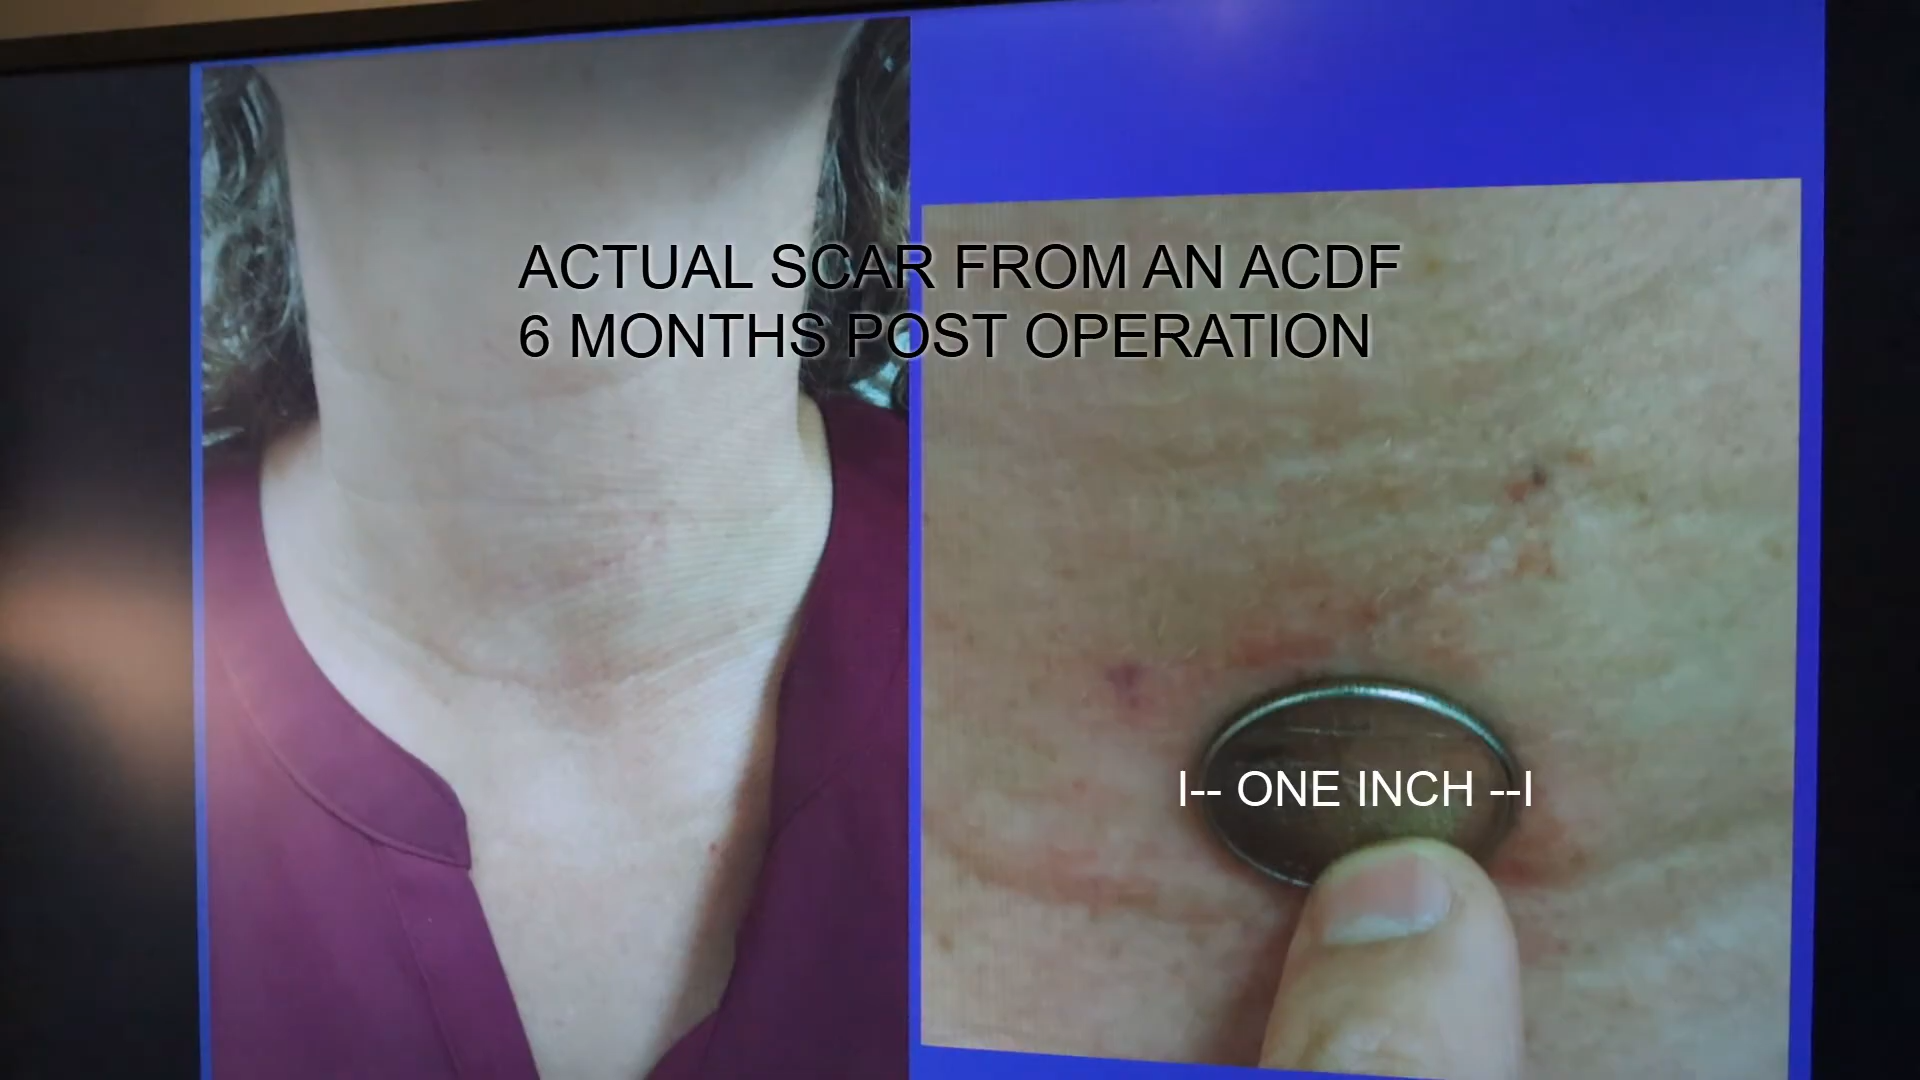 ACTUAL SCAR FROM AN ACDF
6 MONTHS POST OPERATION
I-- ONE INCH --I